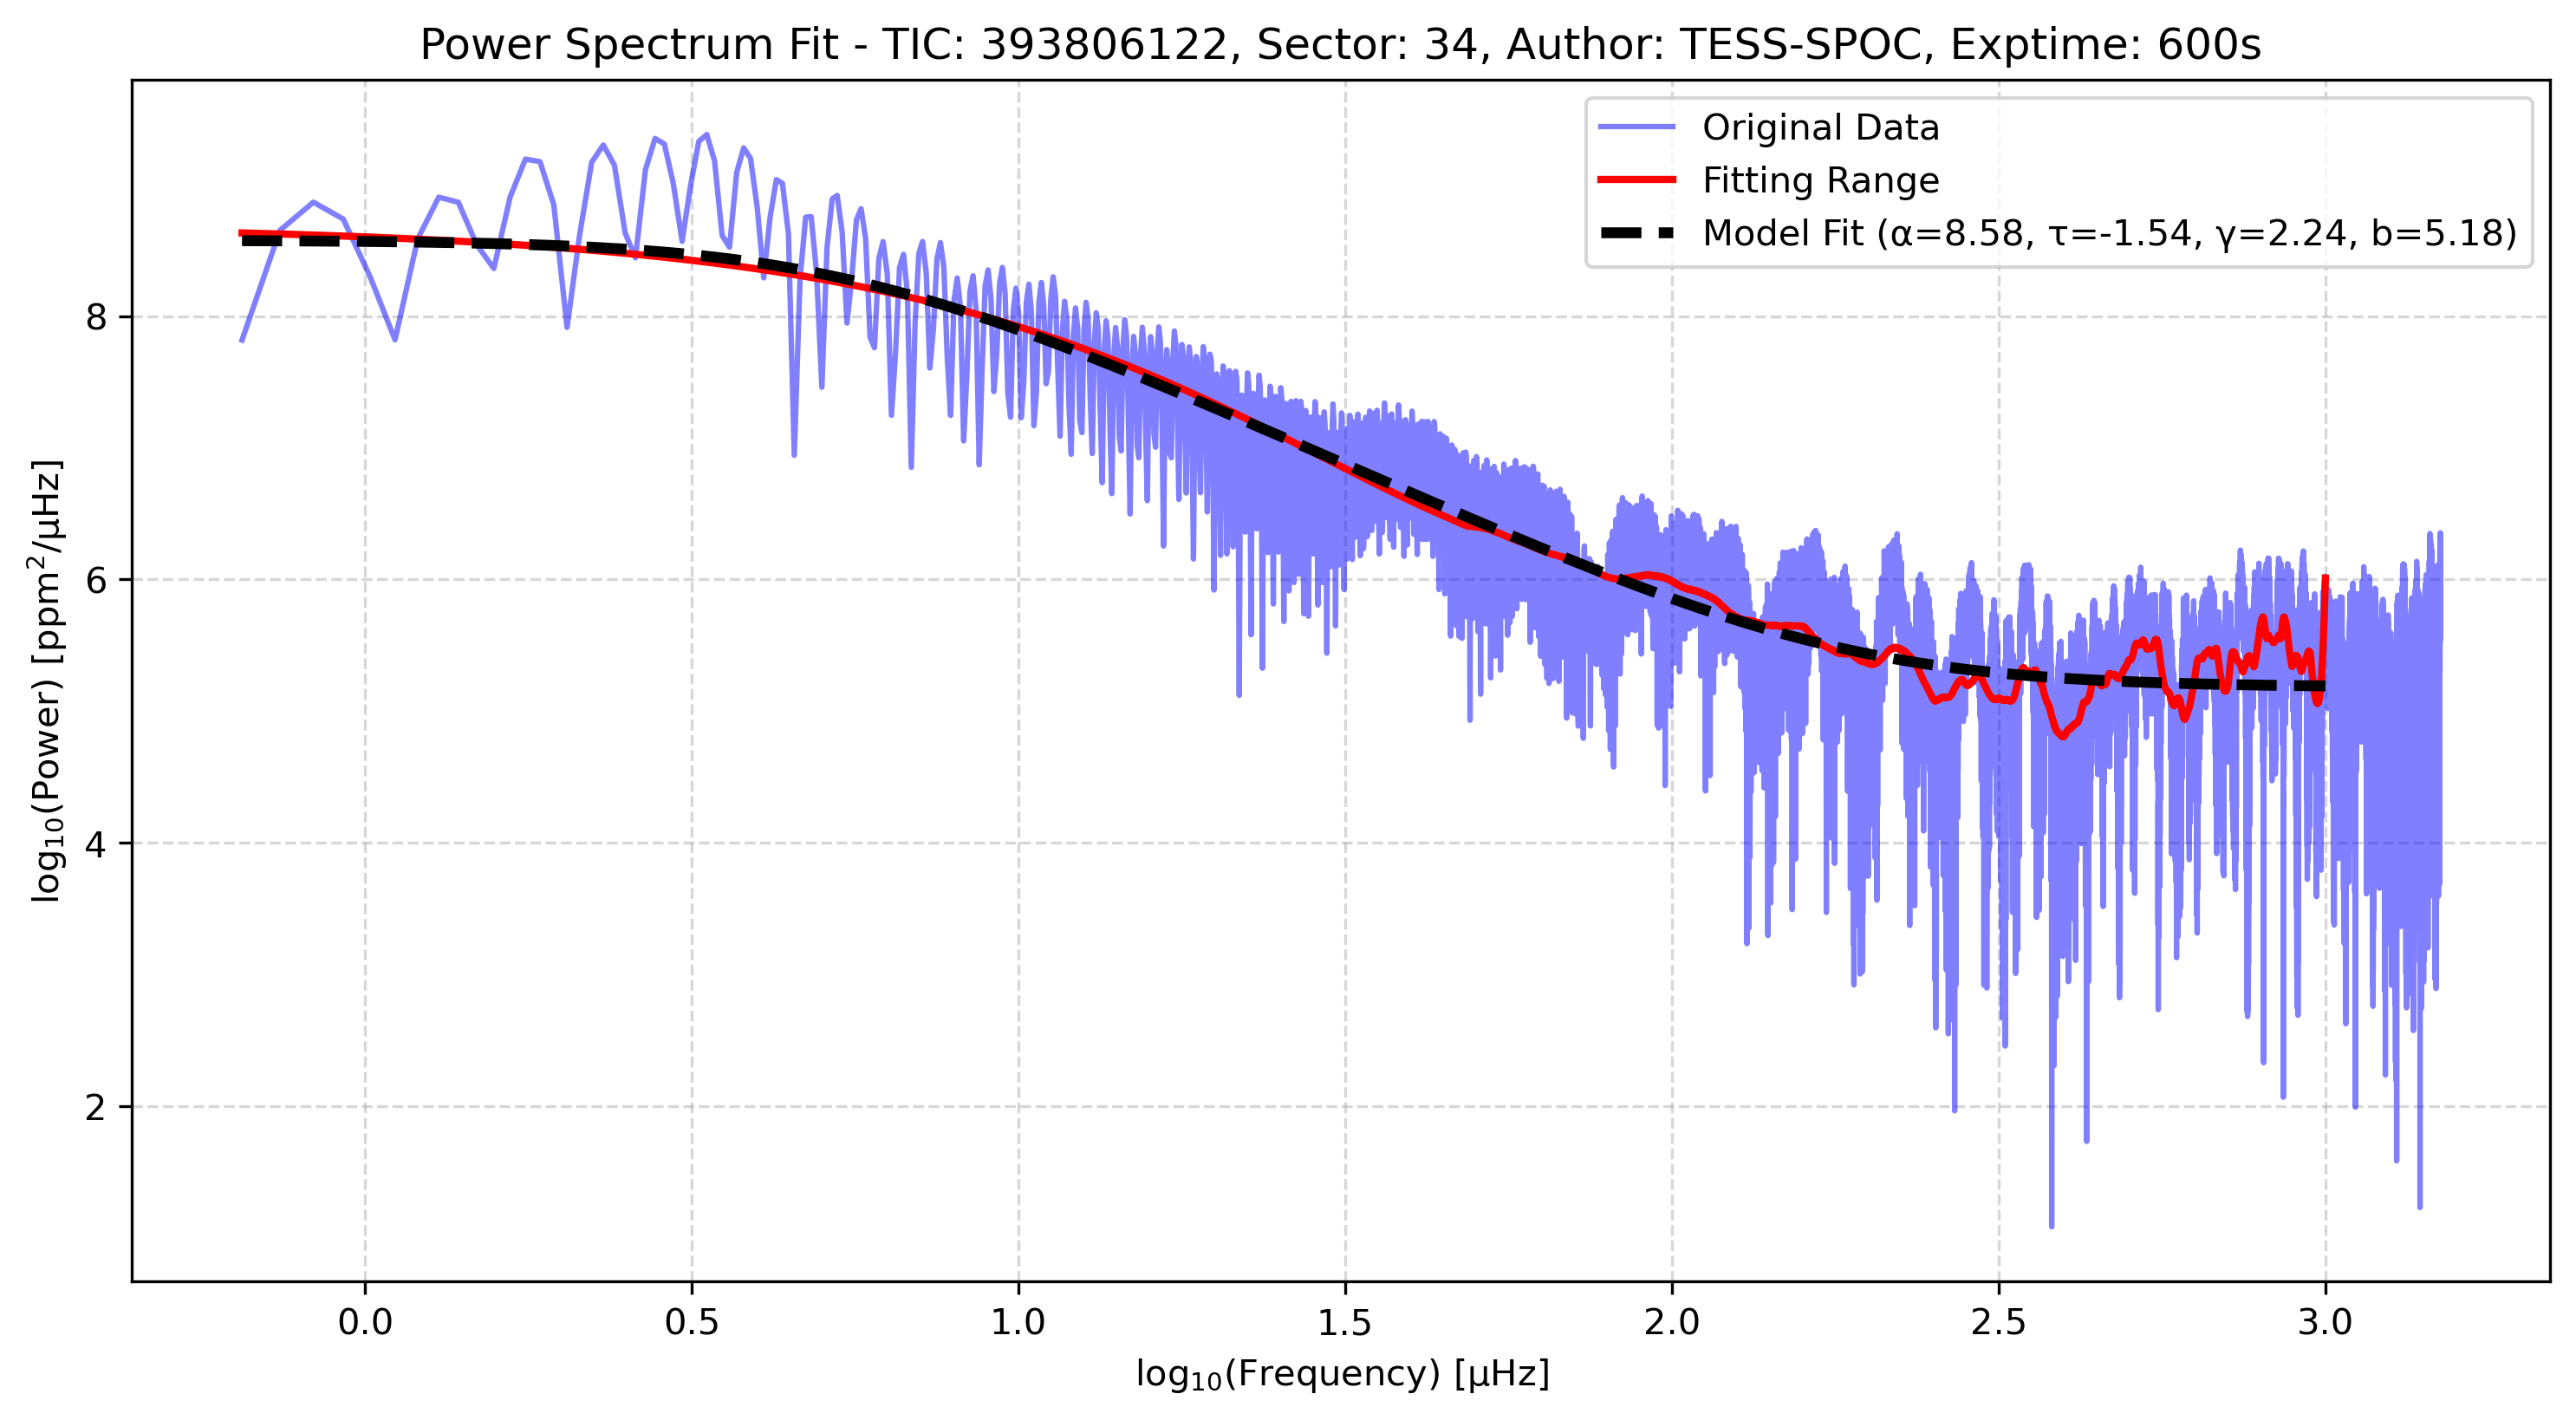 Power Spectrum Fit - TIC: 393806122, Sector: 34, Author: TESS-SPOC, Exptime: 600s
Original Data
Fitting Range
Model Fit (α=8.58, τ=-1.54, γ=2.24, b=5.18)
log₁₀(Power) [ppm²/μHz]
8
6
4
2
0.0 0.5 1.0 1.5 2.0 2.5 3.0
log₁₀(Frequency) [μHz]